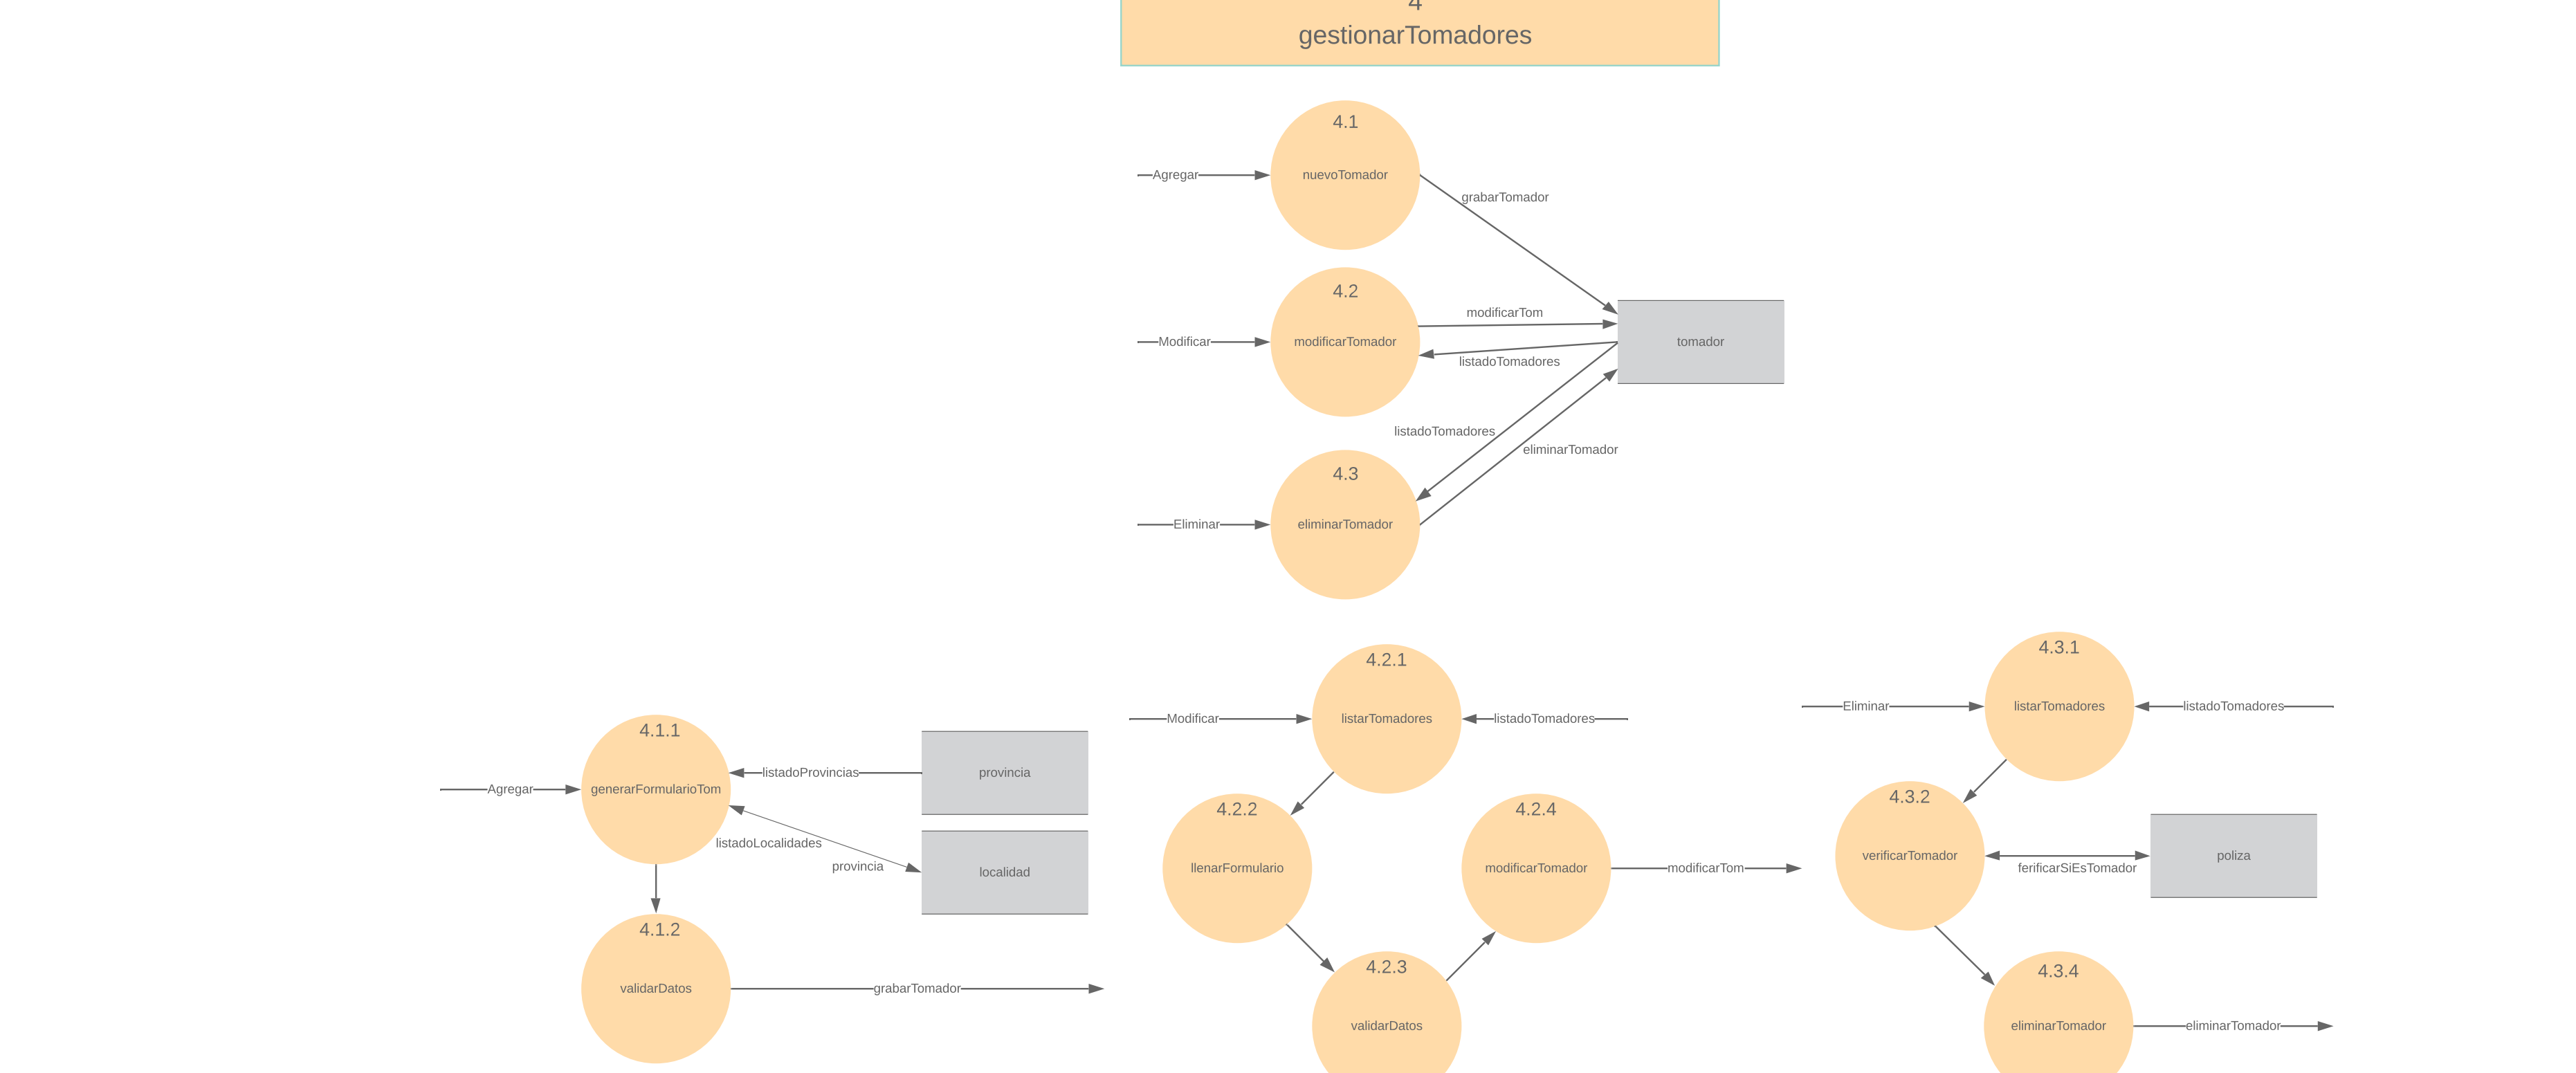 4
gestionarTomadores
4.1
Agregar
nuevoTomador
grabarTomador
4.2
modificarTom
Modificar
modificarTomador
tomador
listadoTomadores
listadoTomadores
eliminarTomador
4.3
Eliminar
eliminarTomador
4.1.1
listadoProvincias
provincia
Agregar
generarFormularioTom
listadoLocalidades
provincia
localidad
4.1.2
validarDatos
grabarTomador
4.2.1
Modificar
listarTomadores
listadoTomadores
4.2.2
llenarFormulario
4.2.4
modificarTomador
modificarTom
4.2.3
validarDatos
4.3.1
Eliminar
listarTomadores
listadoTomadores
4.3.2
verificarTomador
ferificarSiEsTomador
poliza
4.3.4
eliminarTomador
eliminarTomador